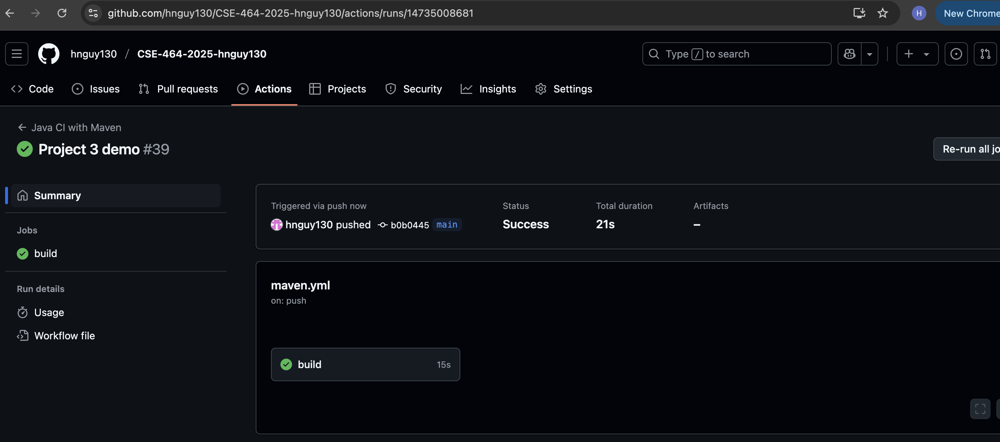 github.com/hnguy130/CSE-464-2025-hnguy130/actions/runs/14735008681
H
New Chrome
hnguy130 / CSE-464-2025-hnguy130
Type / to search
Code Issues Pull requests Actions Projects Security Insights Settings
Java CI with Maven
Project 3 demo #39
Re-run all jo
Summary
Jobs
build
Run details
Usage
Workflow file
Triggered via push now
hnguy130 pushed b0b0445 main
Status
Success
Total duration
21s
Artifacts
–
maven.yml
on: push
build 15s